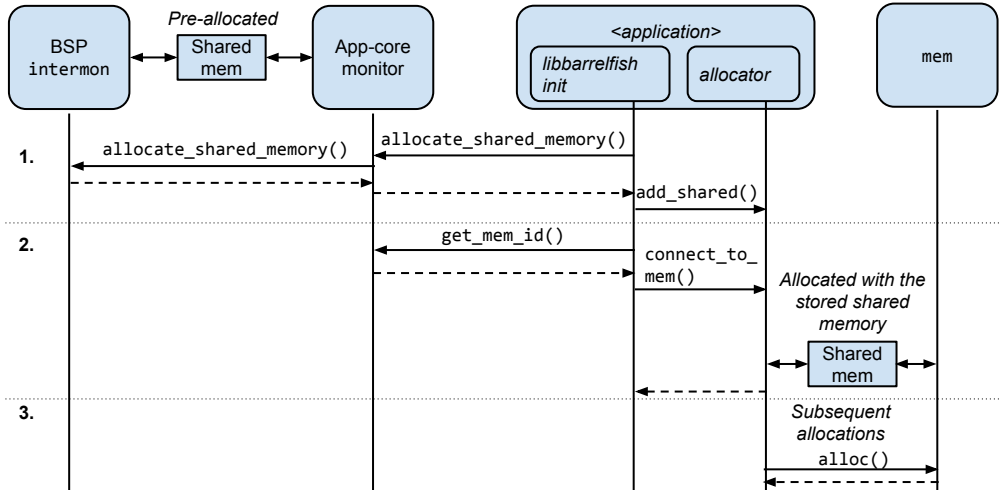 Pre-allocated
BSP
intermon
Shared
mem
App-core
monitor
<application>
libbarrelfish
init
allocator
mem
1.
allocate_shared_memory()
allocate_shared_memory()
add_shared()
2.
get_mem_id()
connect_to_
mem()
Allocated with the
stored shared
memory
Shared
mem
3.
Subsequent
allocations
alloc()